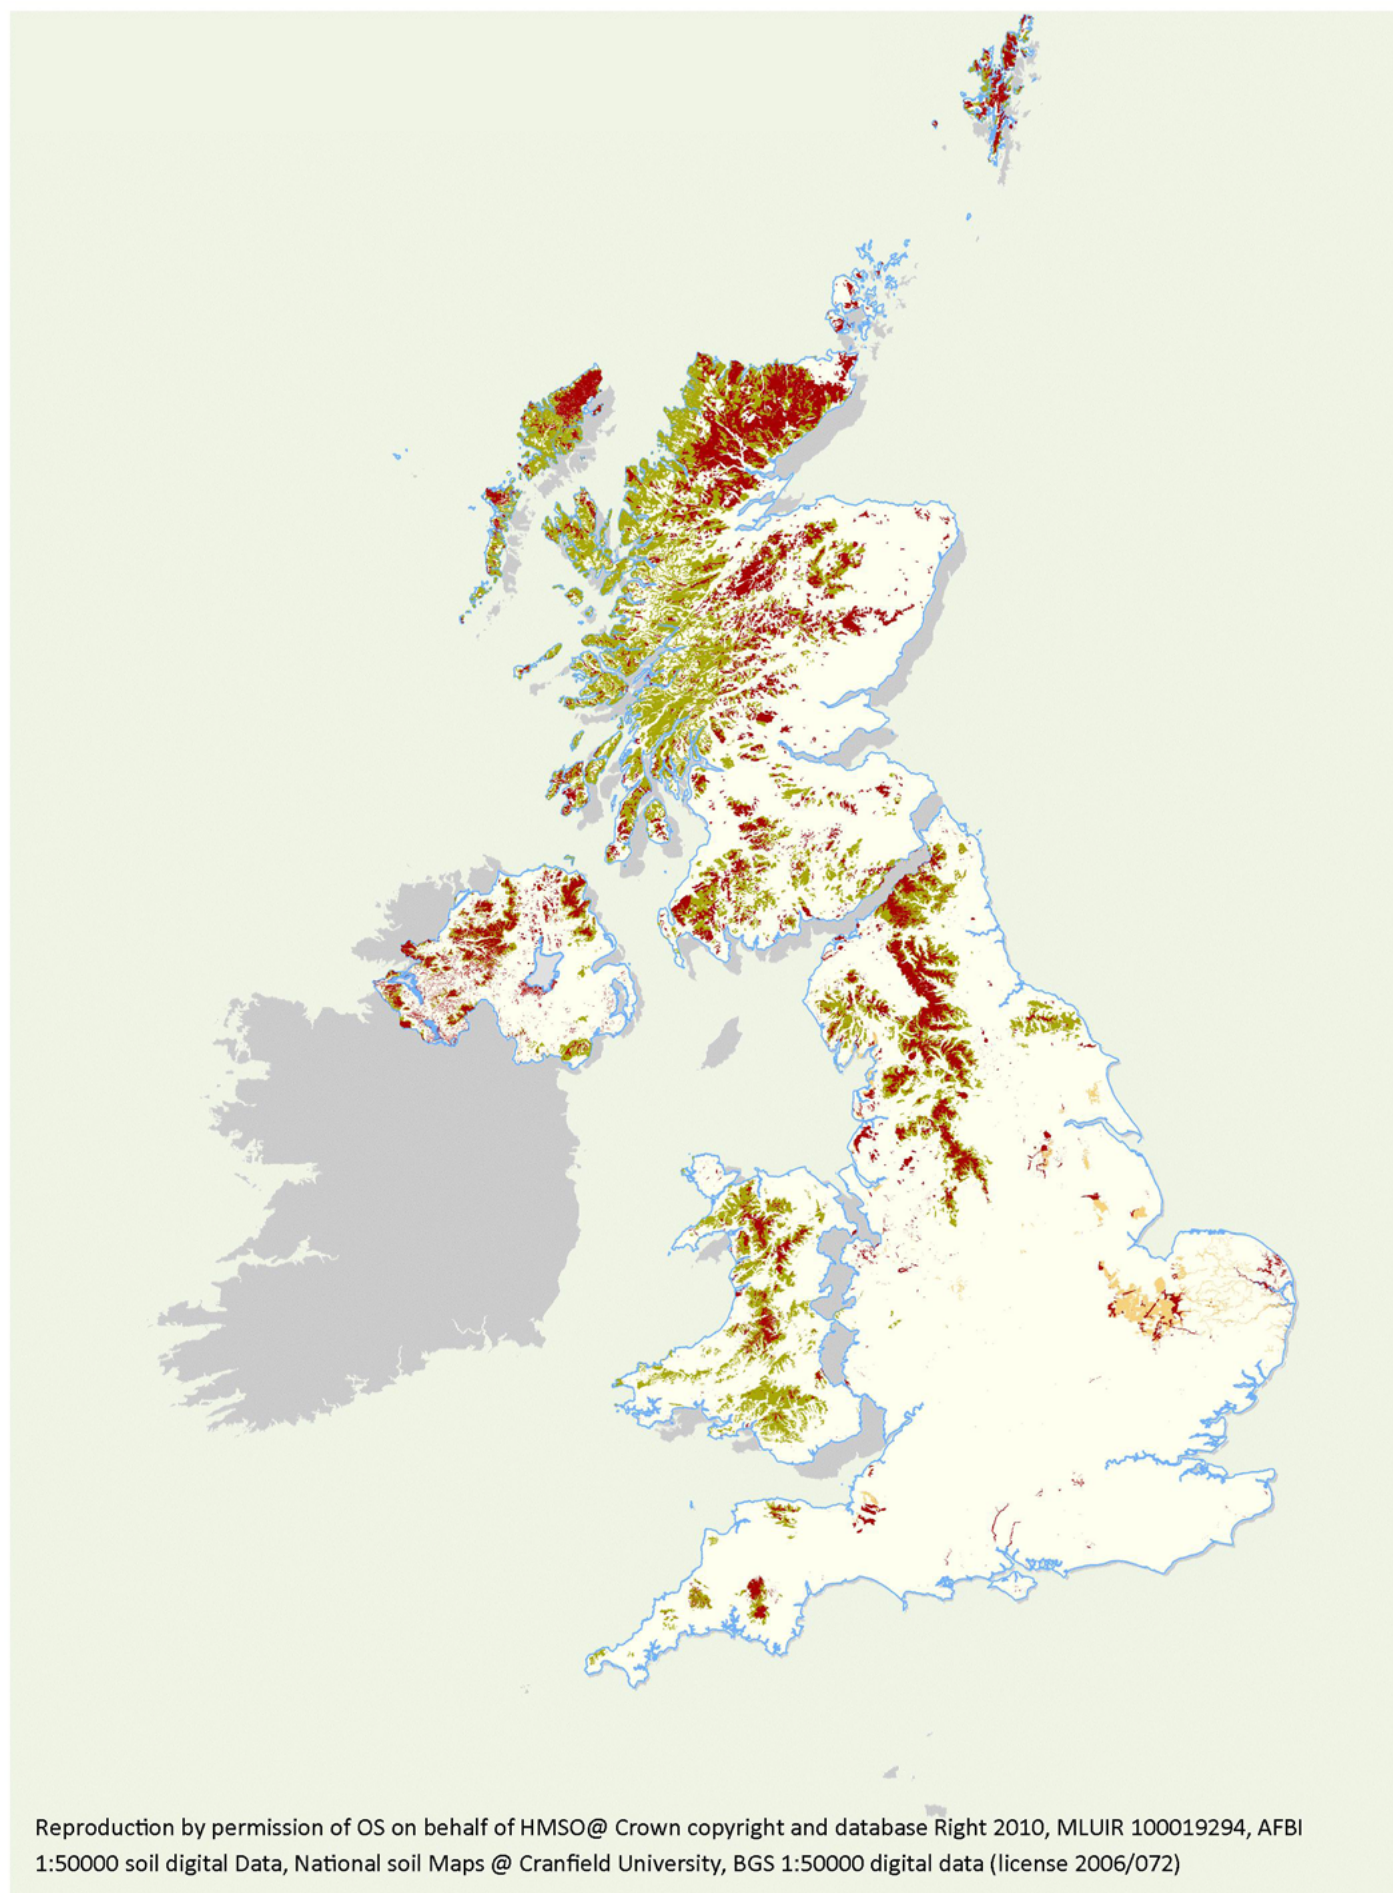 Reproduction by permission of OS on behalf of HMSO@ Crown copyright and database Right 2010, MLUIR 100019294, AFBI
1:50000 soil digital Data, National soil Maps @ Cranfield University, BGS 1:50000 digital data (license 2006/072)